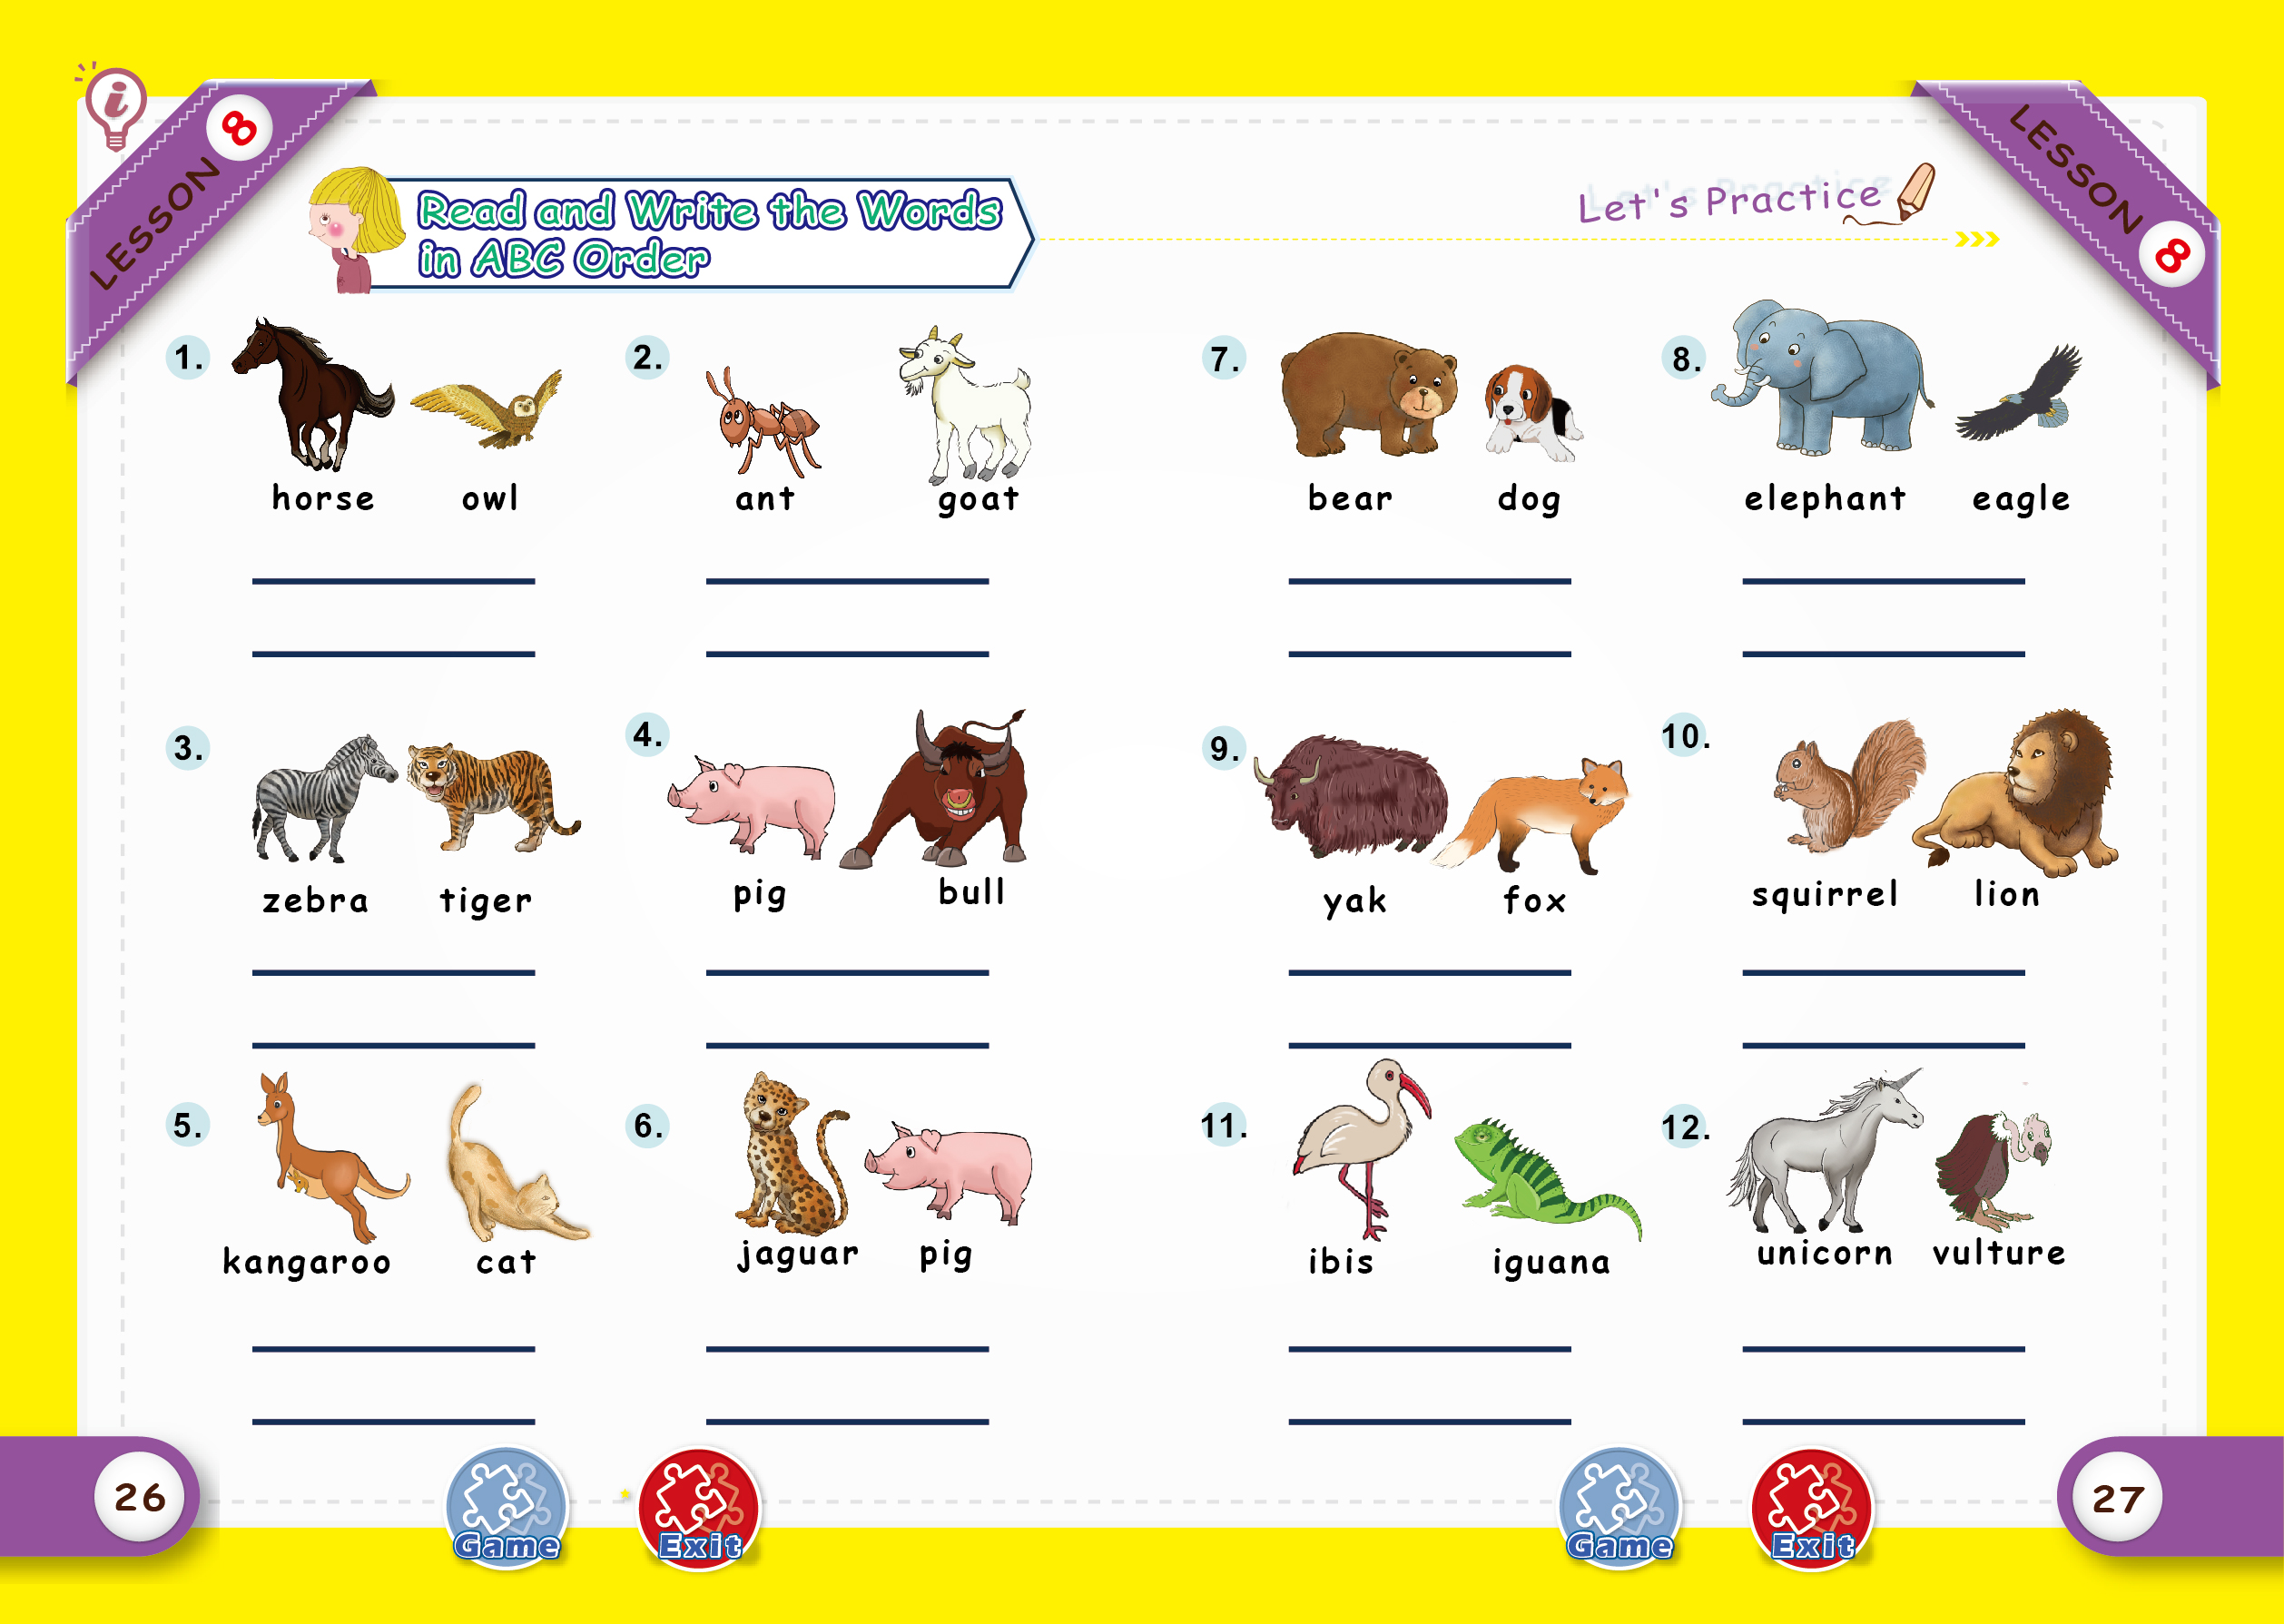 LESSON 8
Read and Write the Words
in ABC Order
1.
horse owl
2.
ant goat
3.
zebra tiger
4.
pig bull
5.
kangaroo cat
6.
jaguar pig
26
Game
Exit
LESSON 8
Let's Practice
7.
bear dog
8.
elephant eagle
9.
yak fox
10.
squirrel lion
11.
ibis iguana
12.
unicorn vulture
Game
Exit
27